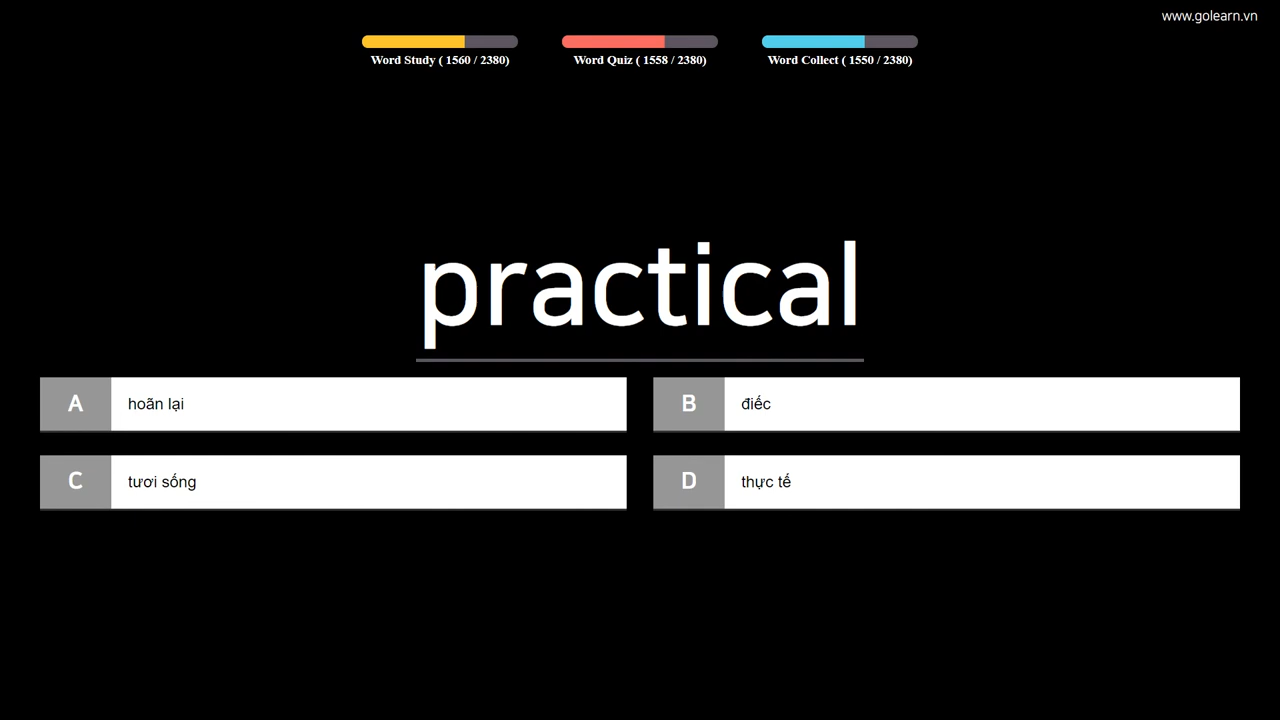 www.golearn.vn
Word Study ( 1560 / 2380)
Word Quiz ( 1558 / 2380)
Word Collect ( 1550 / 2380)
practical
A hoãn lại
B điếc
C tươi sống
D thực tế